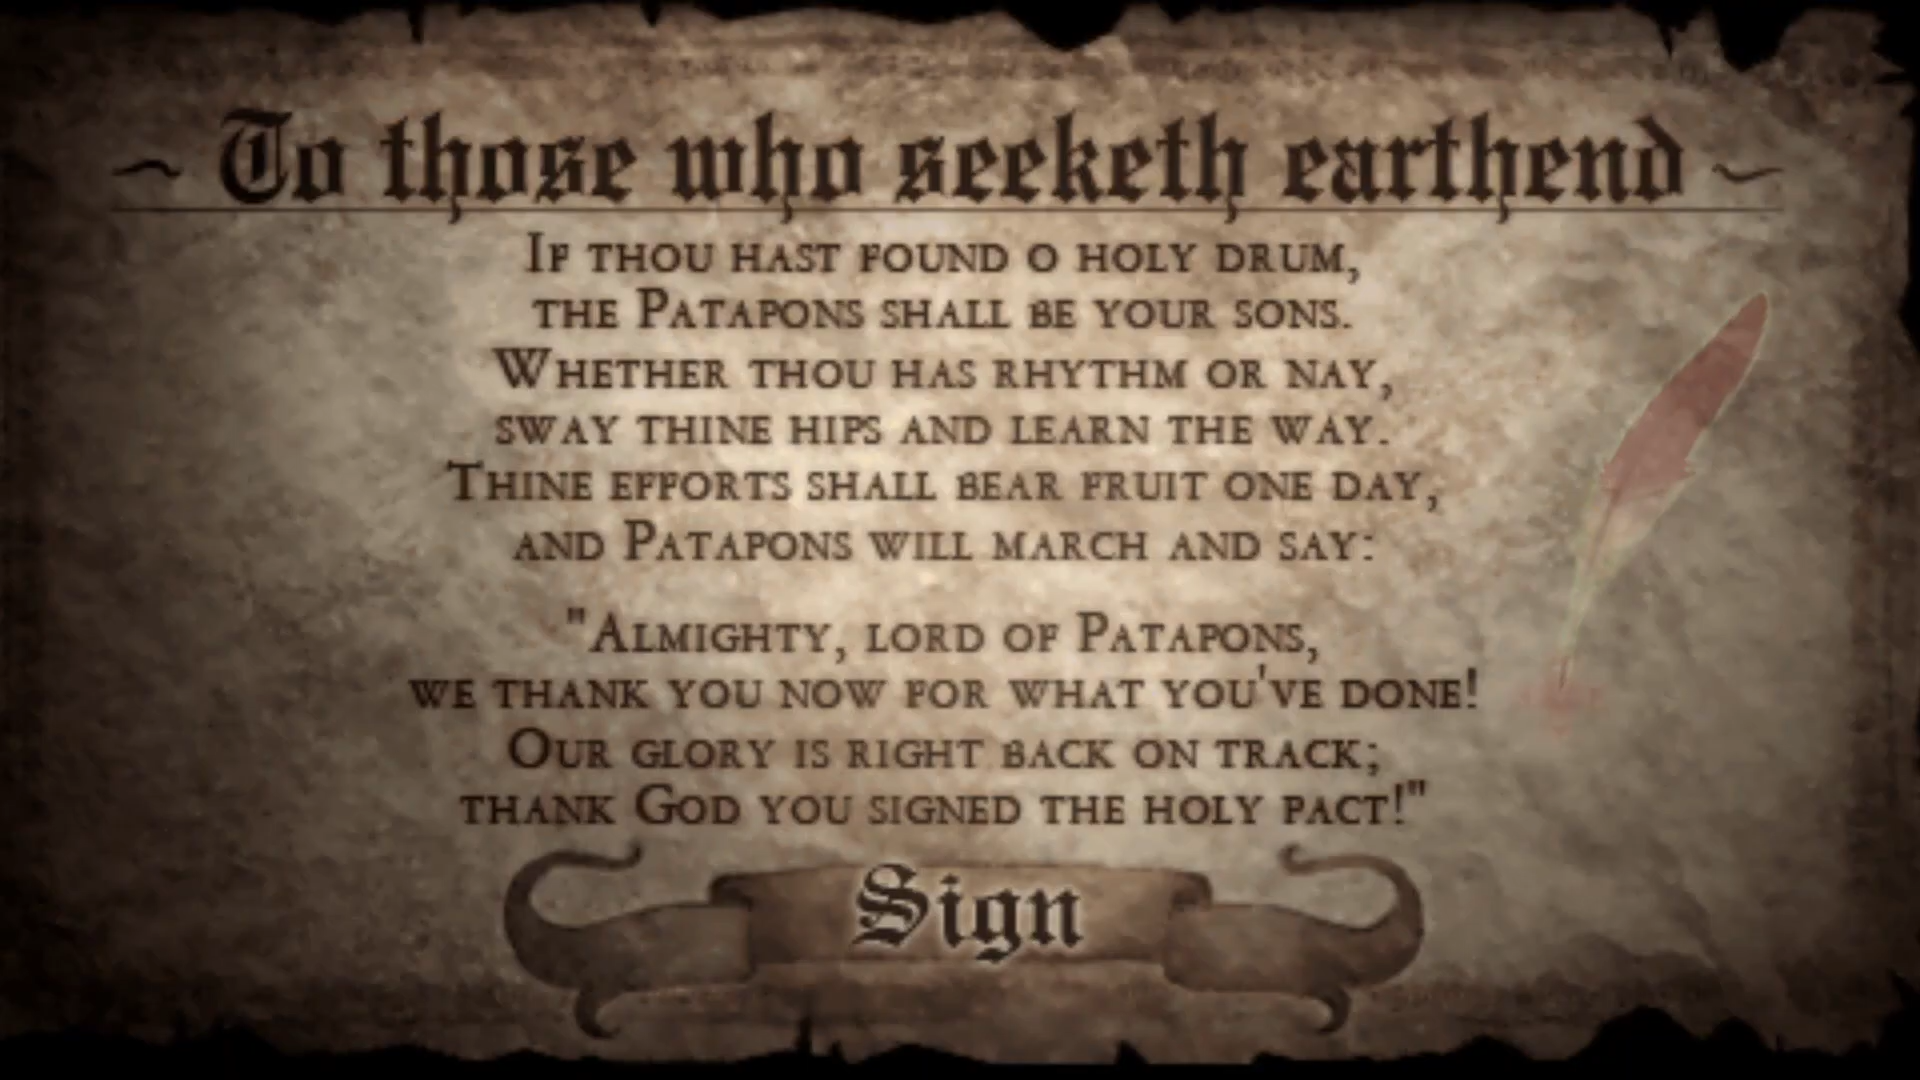 ~ To those who seeketh earthend ~
If thou hast found o holy drum,
the Patapons shall be your sons.
Whether thou has rhythm or nay,
sway thine hips and learn the way.
Thine efforts shall bear fruit one day,
and Patapons will march and say:
"Almighty, lord of Patapons,
we thank you now for what you've done!
Our glory is right back on track;
thank God you signed the holy pact!"
Sign